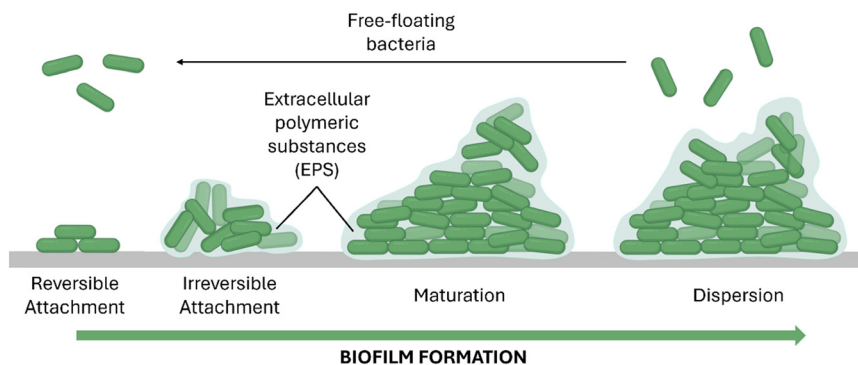 Free-floating
bacteria
Extracellular
polymeric
substances
(EPS)
Reversible
Attachment
Irreversible
Attachment
Maturation
Dispersion
BIOFILM FORMATION